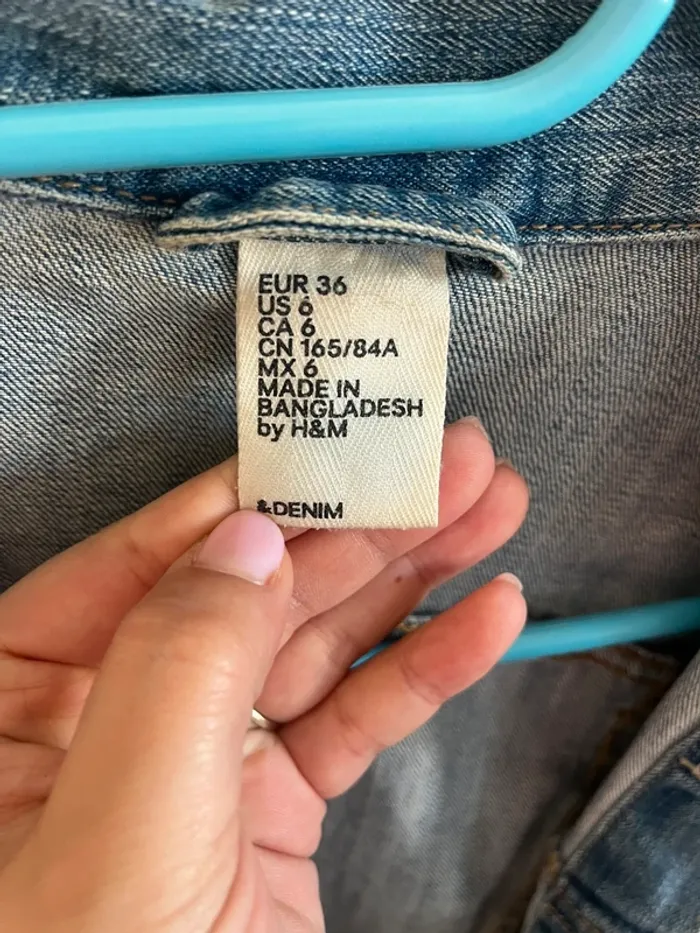 EUR 36
US 6
CA 6
CN 165/84A
MX 6
MADE IN
BANGLADESH
by H&M
&DENIM